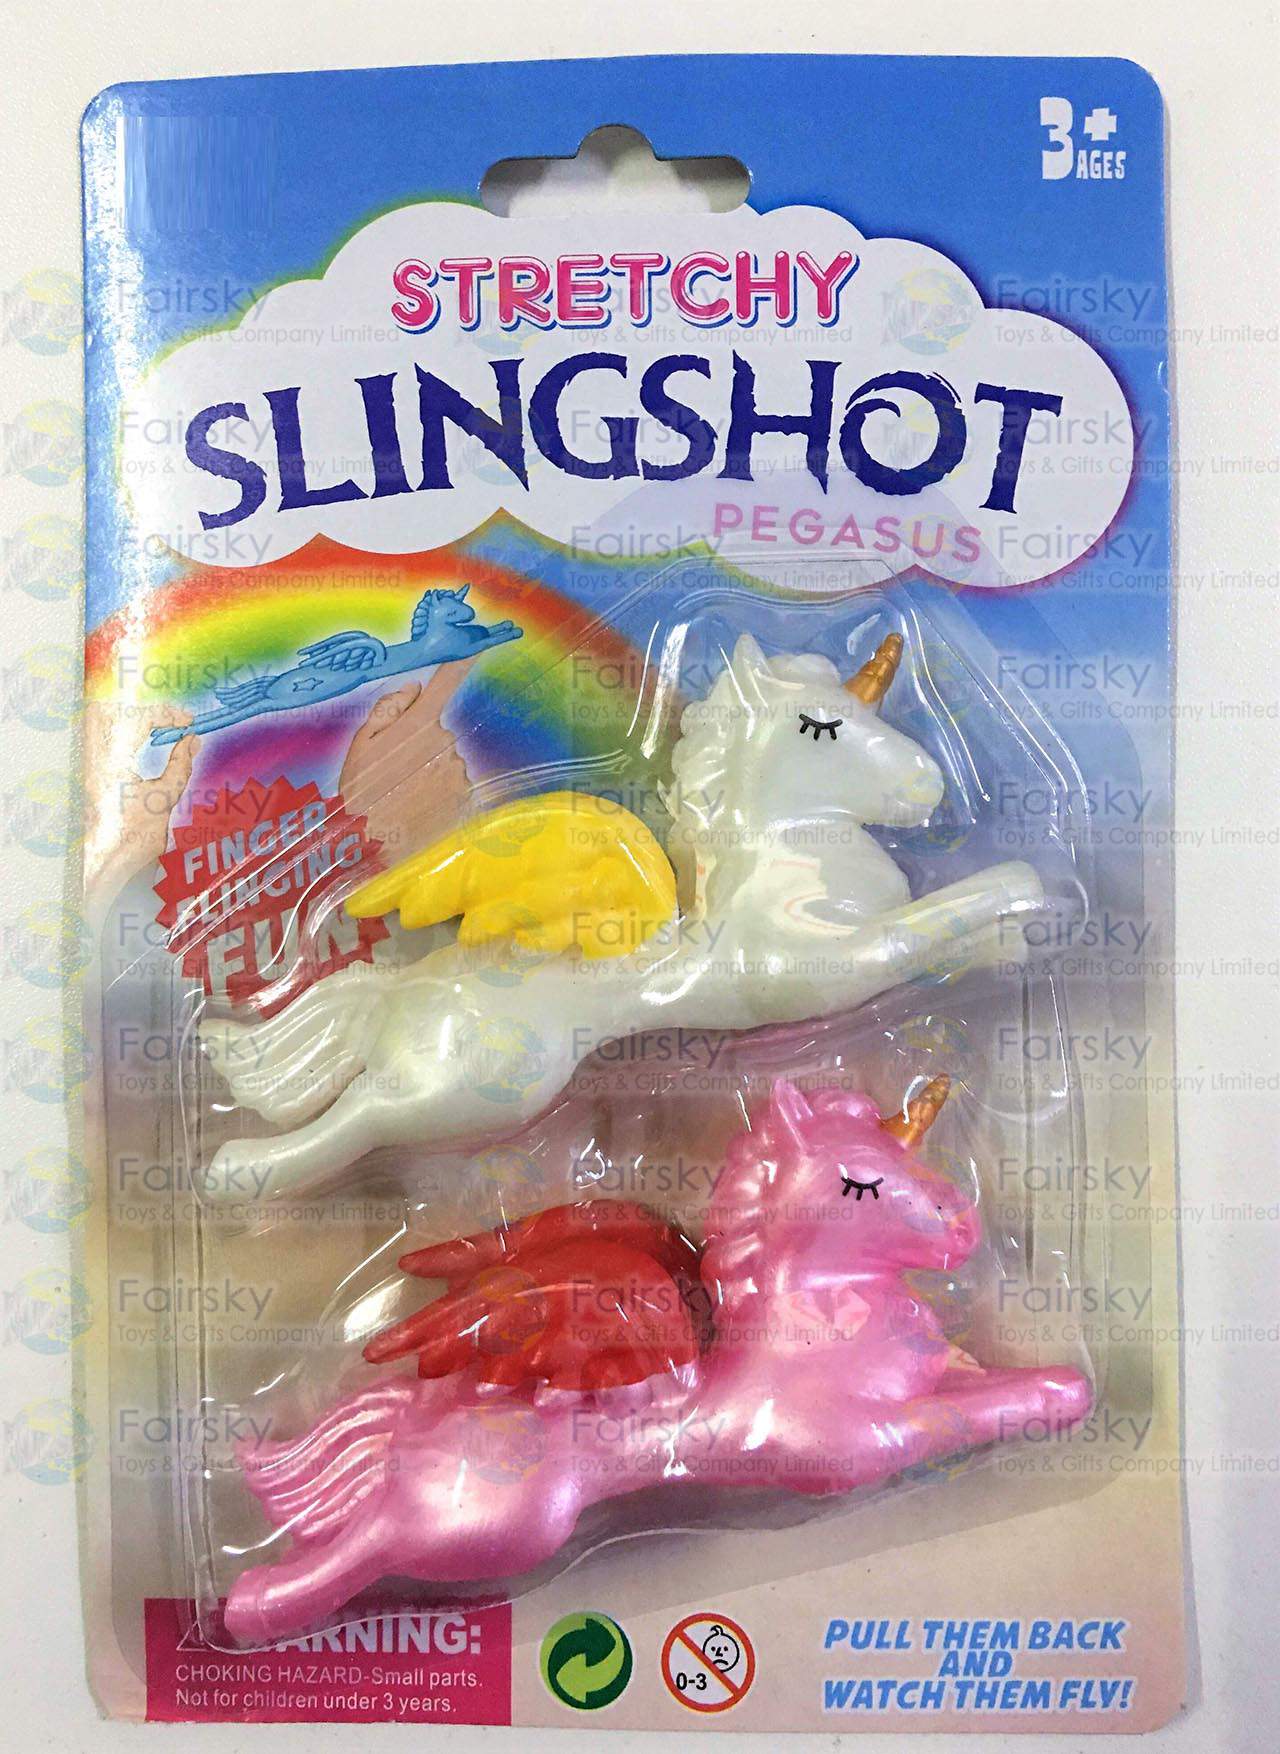 3+
AGES
STRETCHY
SLINGSHOT
PEGASUS
FINGER
FLINGING
FUN
WARNING:
CHOKING HAZARD-Small parts.
Not for children under 3 years.
0-3
PULL THEM BACK
AND
WATCH THEM FLY!
Fairsky
Toys & Gifts Company Limited